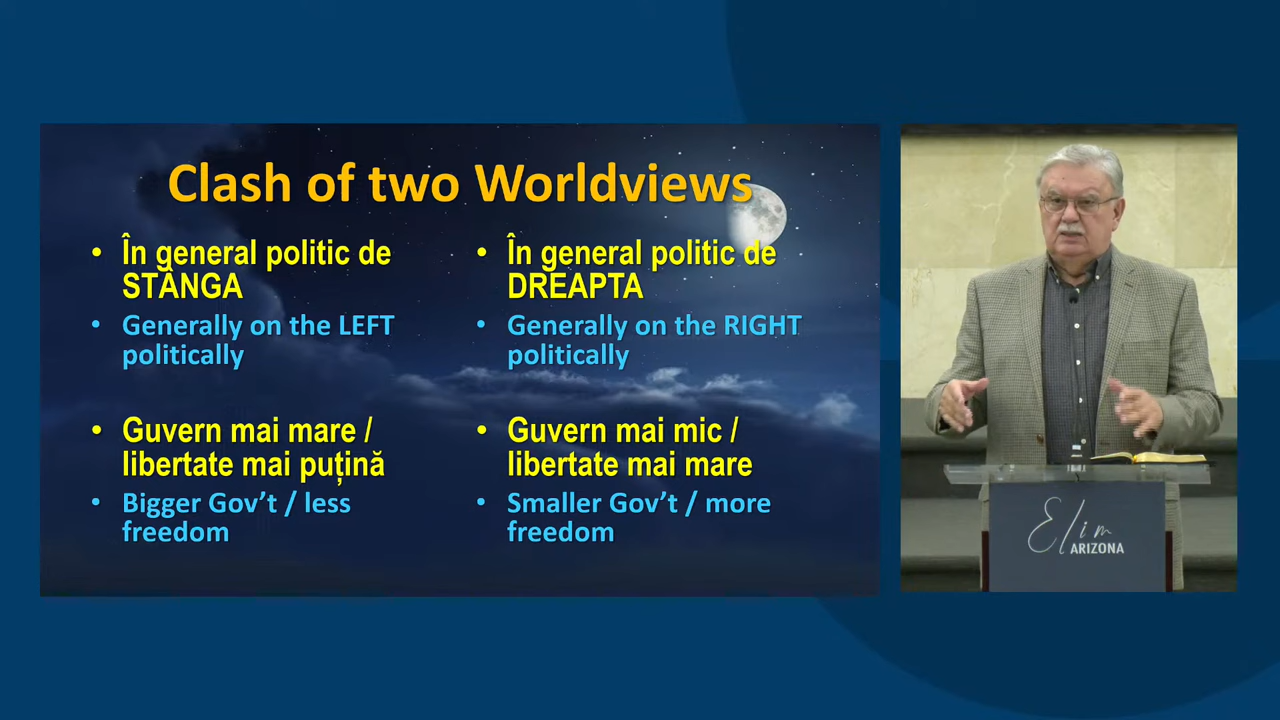 Clash of two Worldviews
• În general politic de
STÂNGA
• Generally on the LEFT
politically
• Guvern mai mare /
libertate mai puțină
• Bigger Gov’t / less
freedom
• În general politic de
DREAPTA
• Generally on the RIGHT
politically
• Guvern mai mic /
libertate mai mare
• Smaller Gov’t / more
freedom
Elim
ARIZONA